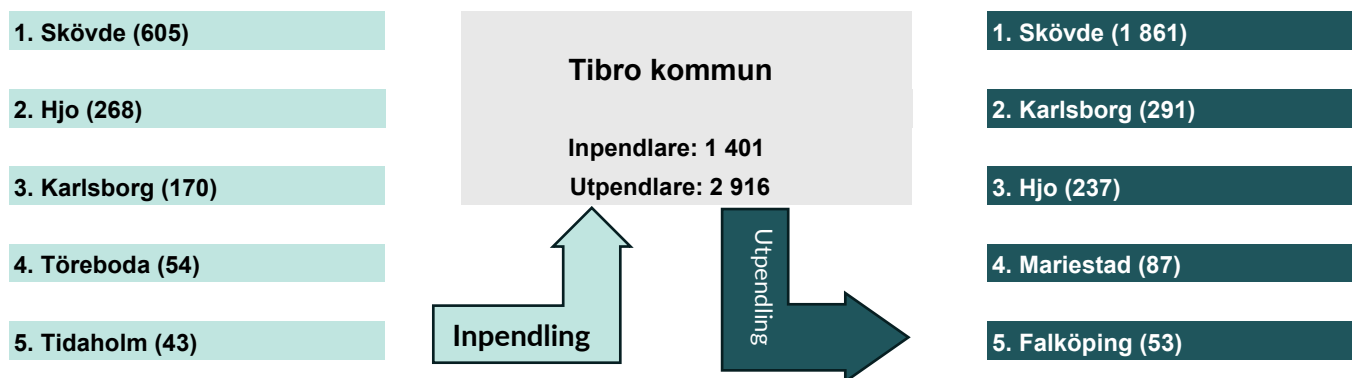 1. Skövde (605)
2. Hjo (268)
3. Karlsborg (170)
4. Töreboda (54)
5. Tidaholm (43)
Tibro kommun
Inpendlare: 1 401
Utpendlare: 2 916
Inpendling
Utpendling
1. Skövde (1 861)
2. Karlsborg (291)
3. Hjo (237)
4. Mariestad (87)
5. Falköping (53)